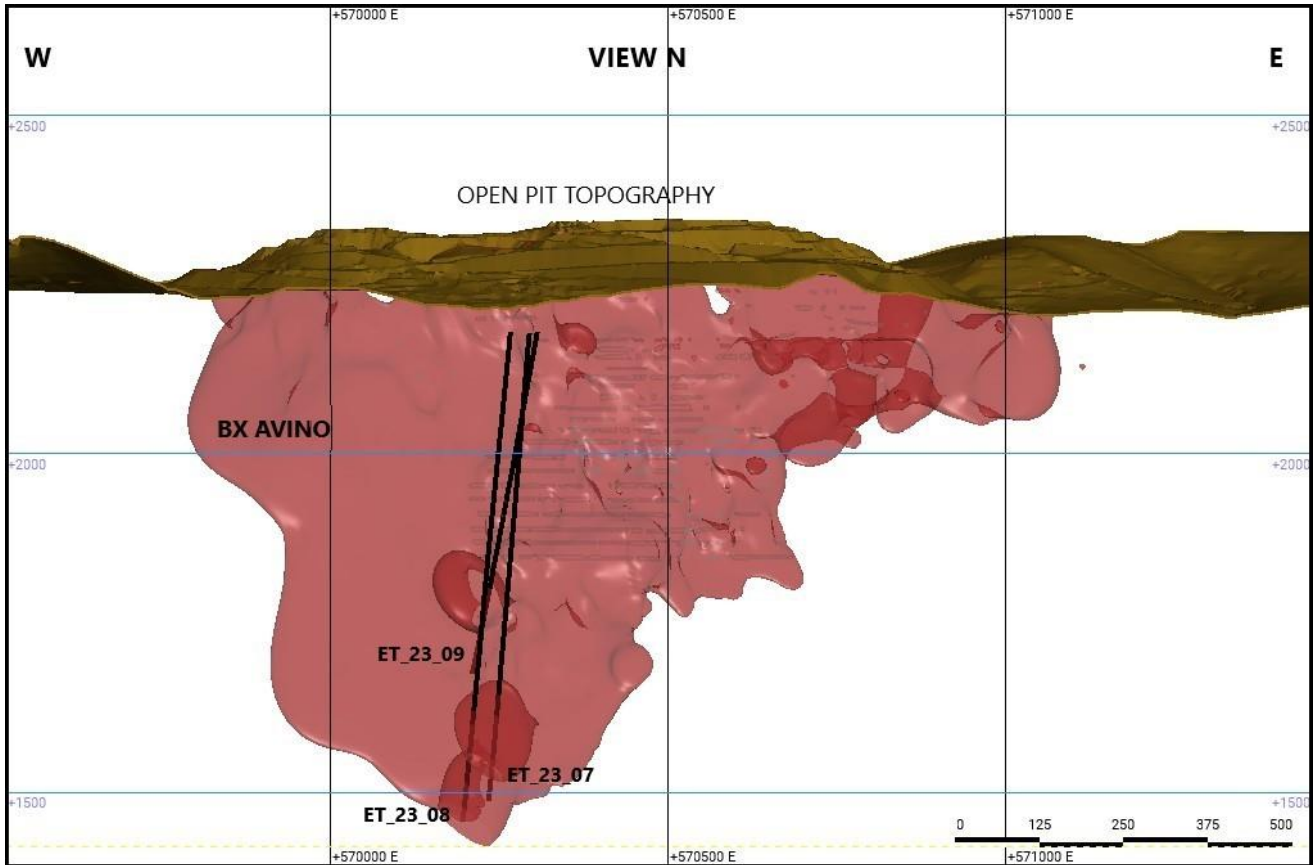 +570000 E +570500 E +571000 E
W VIEW N E
+2500 +2500
OPEN PIT TOPOGRAPHY
BX AVINO
+2000 +2000
ET_23_09
ET_23_07
+1500 +1500
ET_23_08
0 125 250 375 500
+570000 E +570500 E +571000 E